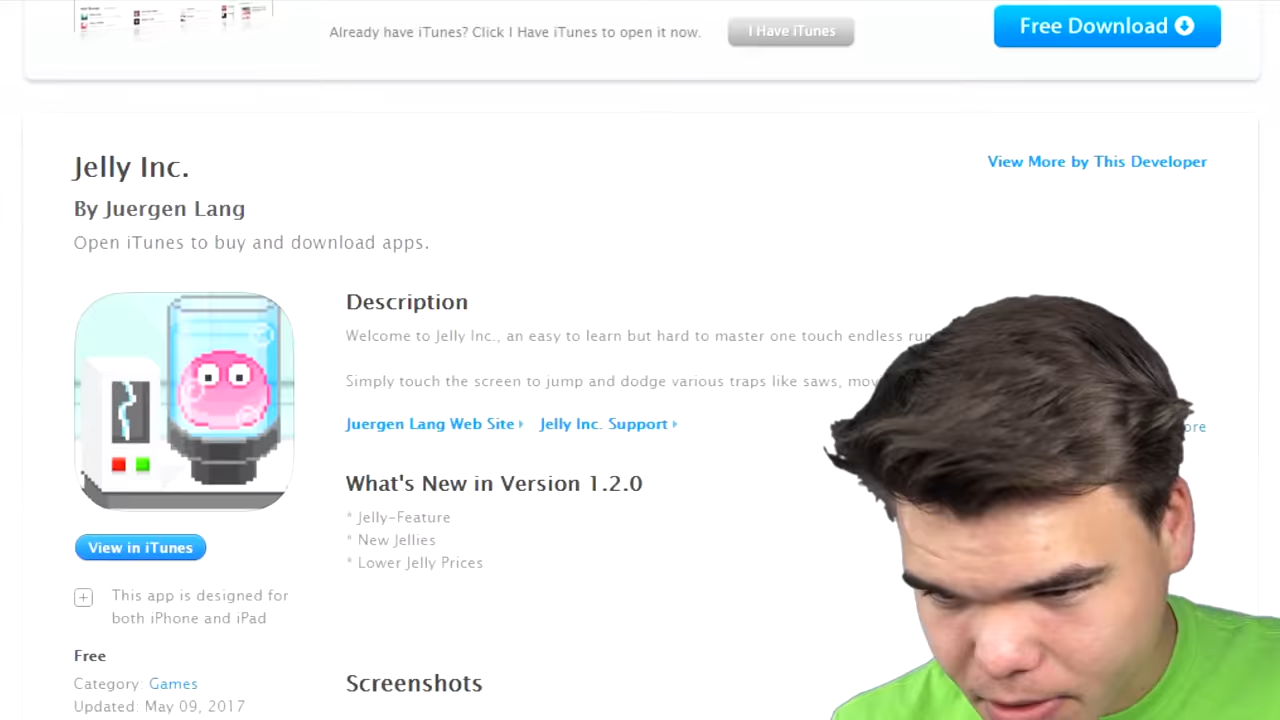 Already have iTunes? Click I Have iTunes to open it now.
I Have iTunes
Free Download
Jelly Inc.
View More by This Developer
By Juergen Lang
Open iTunes to buy and download apps.
Description
Welcome to Jelly Inc., an easy to learn but hard to master one touch endless
Simply touch the screen to jump and dodge various traps like saws,
Juergen Lang Web Site
Jelly Inc. Support
What's New in Version 1.2.0
* Jelly-Feature
* New Jellies
* Lower Jelly Prices
View in iTunes
This app is designed for
both iPhone and iPad
Free
Category: Games
Updated: May 09, 2017
Screenshots